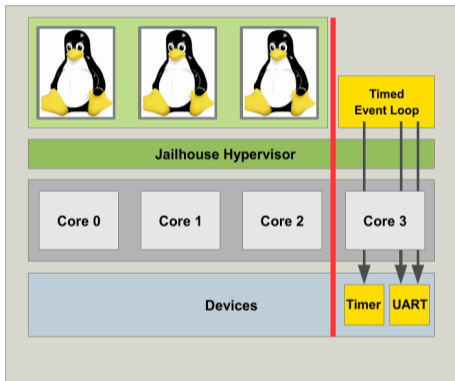 Timed
Event Loop
Jailhouse Hypervisor
Core 0
Core 1
Core 2
Core 3
Devices
Timer
UART